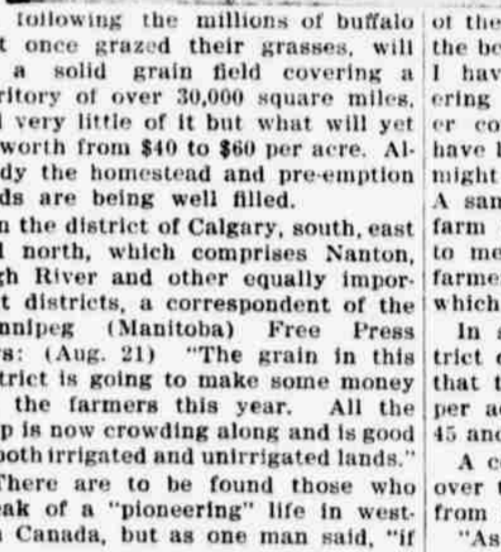 following the millions of buffalo
t once grazed their grasses, will
a solid grain field covering a
ritory of over 30,000 square miles,
very little of it but what will yet
worth from $40 to $60 per acre. Al-
dy the homestead and pre-emption
ds are being well filled.
n the district of Calgary, south, east
l north, which comprises Nanton,
gh River and other equally impor-
t districts, a correspondent of the
nnipeg (Manitoba) Free Press
s: (Aug. 21) "The grain in this
trict is going to make some money
the farmers this year. All the
p is now crowding along and is good
both irrigated and unirrigated lands."
There are to be found those who
eak of a "pioneering" life in west-
Canada, but as one man said, "if
of the
the be
I hav
ering
er co
have b
might
A san
farm
to me
farme
which
In s
trict
that t
per a
45 and
A c
over t
from
"As